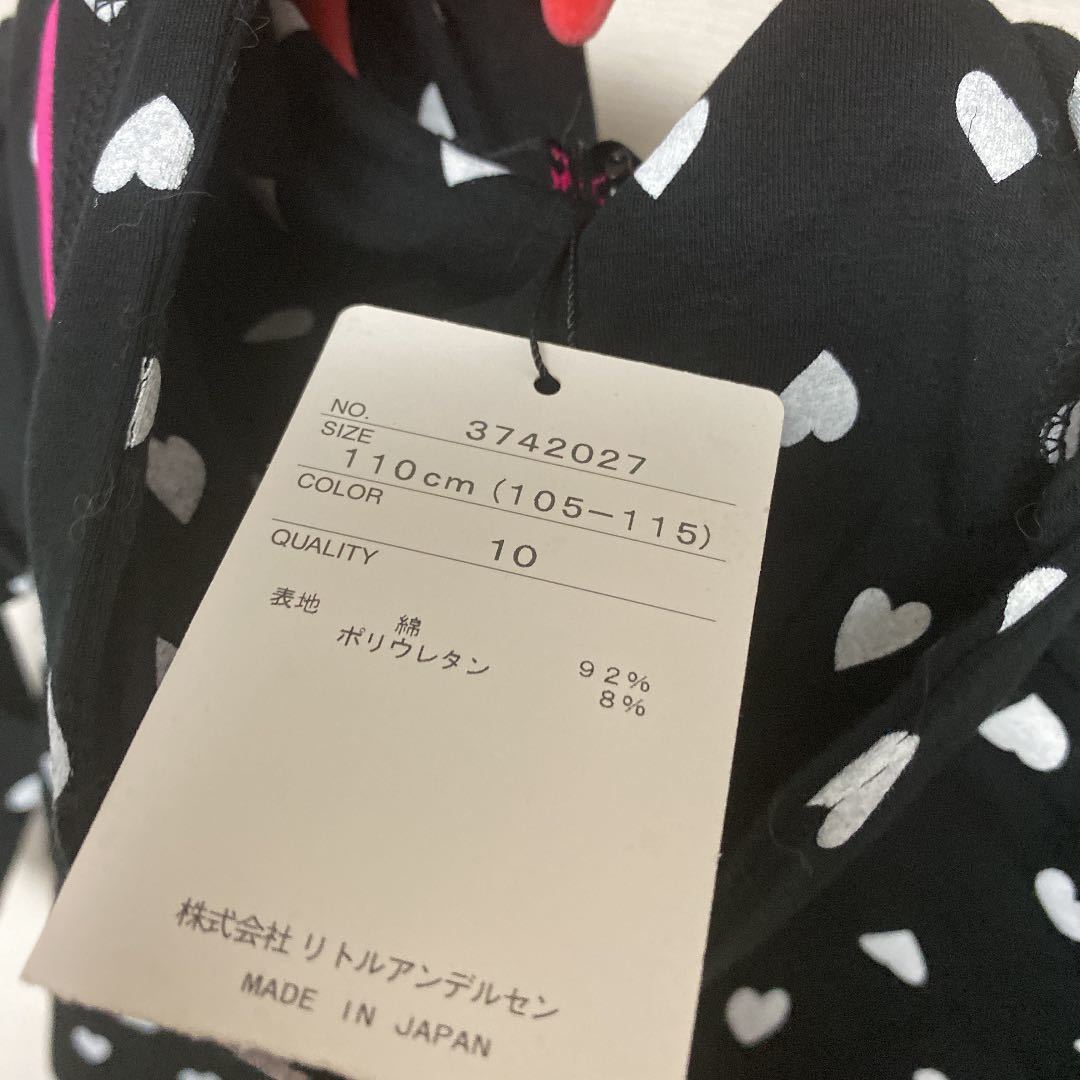 NO. 3742027
SIZE 110cm (105-115)
COLOR 10
QUALITY
表地 綿 92%
ポリウレタン 8%
株式会社 リトルアンデルセン
MADE IN JAPAN